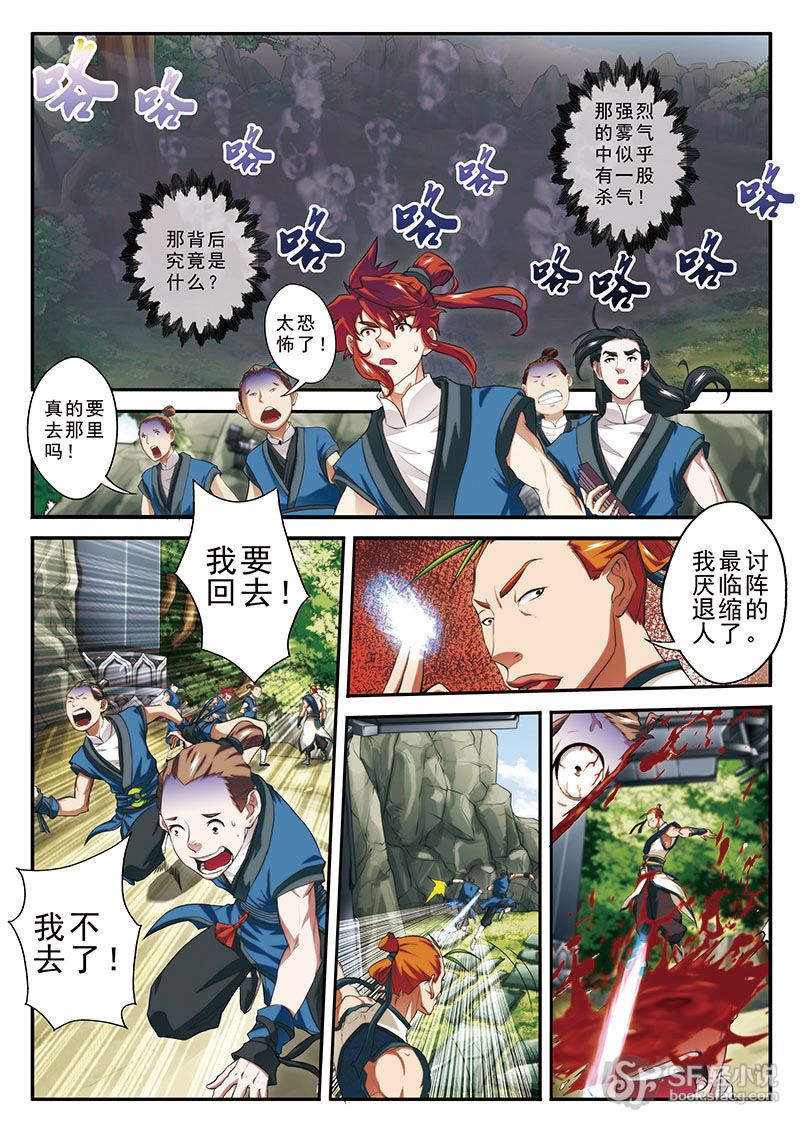 咯
咯
咯
咯
咯
咯
咯
咯
咯
咯
那强烈
的雾气
中似乎
有一股
杀气！
那背后
究竟是
什么？
太恐
怖了！
真的要
去那里
吗！
我最讨
厌临阵
退缩的
人了。
我要
回去！
我不
去了！
SF轻小说
book.sfacg.com